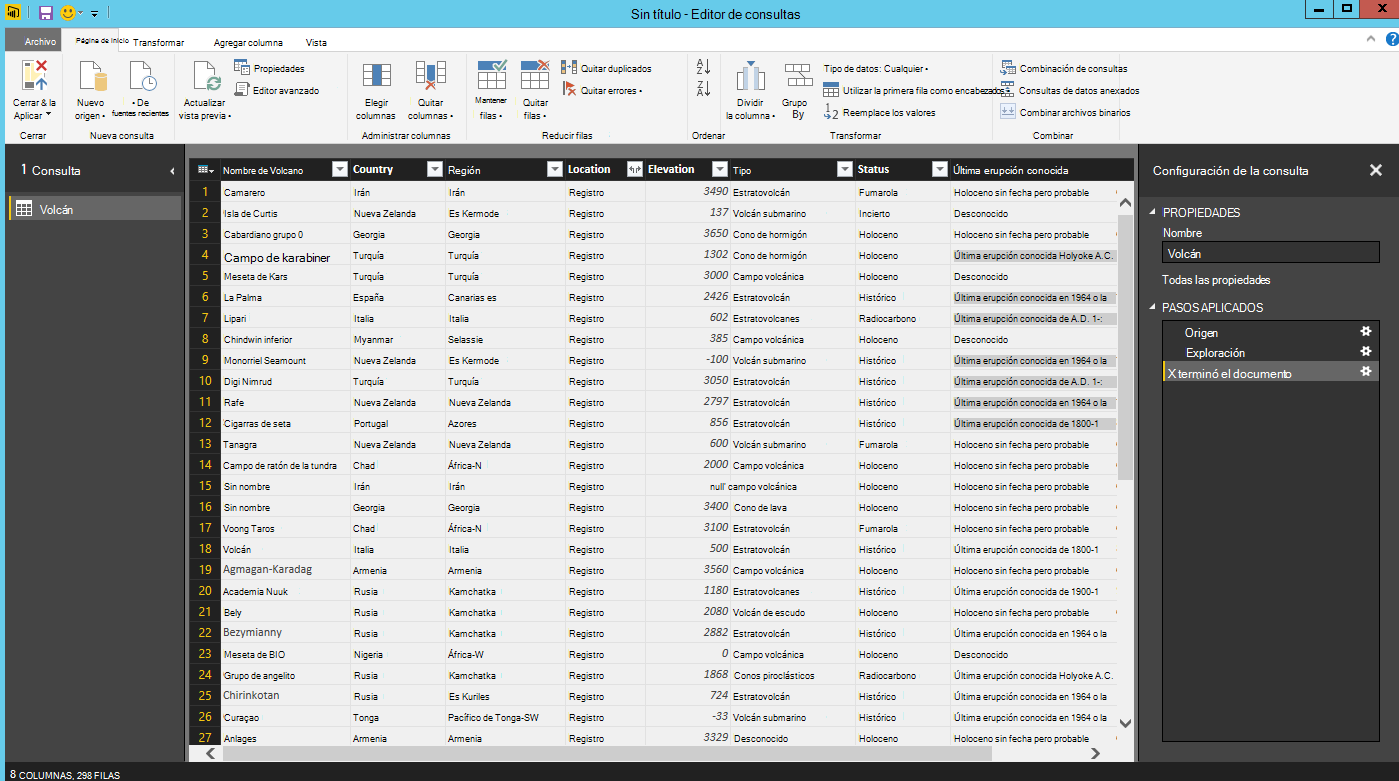 Sin título - Editor de consultas
Archivo Página de inicio Transformar Agregar columna Vista
Cerrar & la Aplicar
Cerrar
Nuevo origen
De fuentes recientes
Nueva consulta
Actualizar vista previa
Propiedades
Editor avanzado
Elegir columnas
Quitar columnas
Administrar columnas
Mantener filas
Quitar filas
Quitar duplicados
Quitar errores
Reducir filas
Ordenar
Dividir la columna
Grupo By
Tipo de datos: Cualquier
Utilizar la primera fila como encabezados
Reemplace los valores
Transformar
Combinación de consultas
Consultas de datos anexados
Combinar archivos binarios
Combinar
1 Consulta
Volcán
Nombre de Volcano Country Región Location Elevation Tipo Status Última erupción conocida
1 Camarero Irán Irán Registro 3490 Estratovolcán Fumarola Holoceno sin fecha pero probable
2 Isla de Curtis Nueva Zelanda Es Kermode Registro 137 Volcán submarino Incierto Desconocido
3 Cabardiano grupo 0 Georgia Georgia Registro 3650 Cono de hormigón Holoceno Holoceno sin fecha pero probable
4 Campo de karabiner Turquía Turquía Registro 1302 Cono de hormigón Holoceno Última erupción conocida Holyoke A.C.
5 Meseta de Kars Turquía Turquía Registro 3000 Campo volcánica Holoceno Desconocido
6 La Palma España Canarias es Registro 2426 Estratovolcán Histórico Última erupción conocida en 1964 o la
7 Lipari Italia Italia Registro 602 Estratovolcanes Radiocarbono Última erupción conocida de A.D. 1-:
8 Chindwin inferior Myanmar Selassie Registro 385 Campo volcánica Holoceno Desconocido
9 Monorriel Seamount Nueva Zelanda Es Kermode Registro -100 Volcán submarino Histórico Última erupción conocida en 1964 o la
10 Digi Nimrud Turquía Turquía Registro 3050 Estratovolcán Histórico Última erupción conocida de A.D. 1-:
11 Rafe Nueva Zelanda Nueva Zelanda Registro 2797 Estratovolcán Histórico Última erupción conocida en 1964 o la
12 Cigarras de seta Portugal Azores Registro 856 Estratovolcán Histórico Última erupción conocida de 1800-1
13 Tanagra Nueva Zelanda Nueva Zelanda Registro 600 Volcán submarino Fumarola Holoceno sin fecha pero probable
14 Campo de ratón de la tundra Chad África-N Registro 2000 Campo volcánica Holoceno Holoceno sin fecha pero probable
15 Sin nombre Irán Irán Registro null' campo volcánica Holoceno Holoceno sin fecha pero probable
16 Sin nombre Georgia Georgia Registro 3400 Cono de lava Holoceno Holoceno sin fecha pero probable
17 Voong Taros Chad África-N Registro 3100 Estratovolcán Fumarola Holoceno sin fecha pero probable
18 Volcán Italia Italia Registro 500 Estratovolcán Histórico Última erupción conocida de 1800-1
19 Agmagan-Karadag Armenia Armenia Registro 3560 Campo volcánica Holoceno Holoceno sin fecha pero probable
20 Academia Nuuk Rusia Kamchatka Registro 1180 Estratovolcanes Histórico Última erupción conocida de 1900-1
21 Bely Rusia Kamchatka Registro 2080 Volcán de escudo Holoceno Holoceno sin fecha pero probable
22 Bezymianny Rusia Kamchatka Registro 2882 Estratovolcán Histórico Última erupción conocida en 1964 o la
23 Meseta de BIO Nigeria África-W Registro 0 Campo volcánica Holoceno Desconocido
24 Grupo de angelito Rusia Kamchatka Registro 1868 Conos piroclásticos Radiocarbono Última erupción conocida Holyoke A.C.
25 Chirinkotan Rusia Es Kuriles Registro 724 Estratovolcán Histórico Última erupción conocida en 1964 o la
26 Curaçao Tonga Pacífico de Tonga-SW Registro -33 Volcán submarino Histórico Última erupción conocida en 1964 o la
27 Anlages Armenia Armenia Registro 3329 Desconocido Holoceno Holoceno sin fecha pero probable
Configuración de la consulta
PROPIEDADES
Nombre
Volcán
Todas las propiedades
PASOS APLICADOS
Origen
Exploración
X terminó el documento
8 COLUMNAS, 298 FILAS